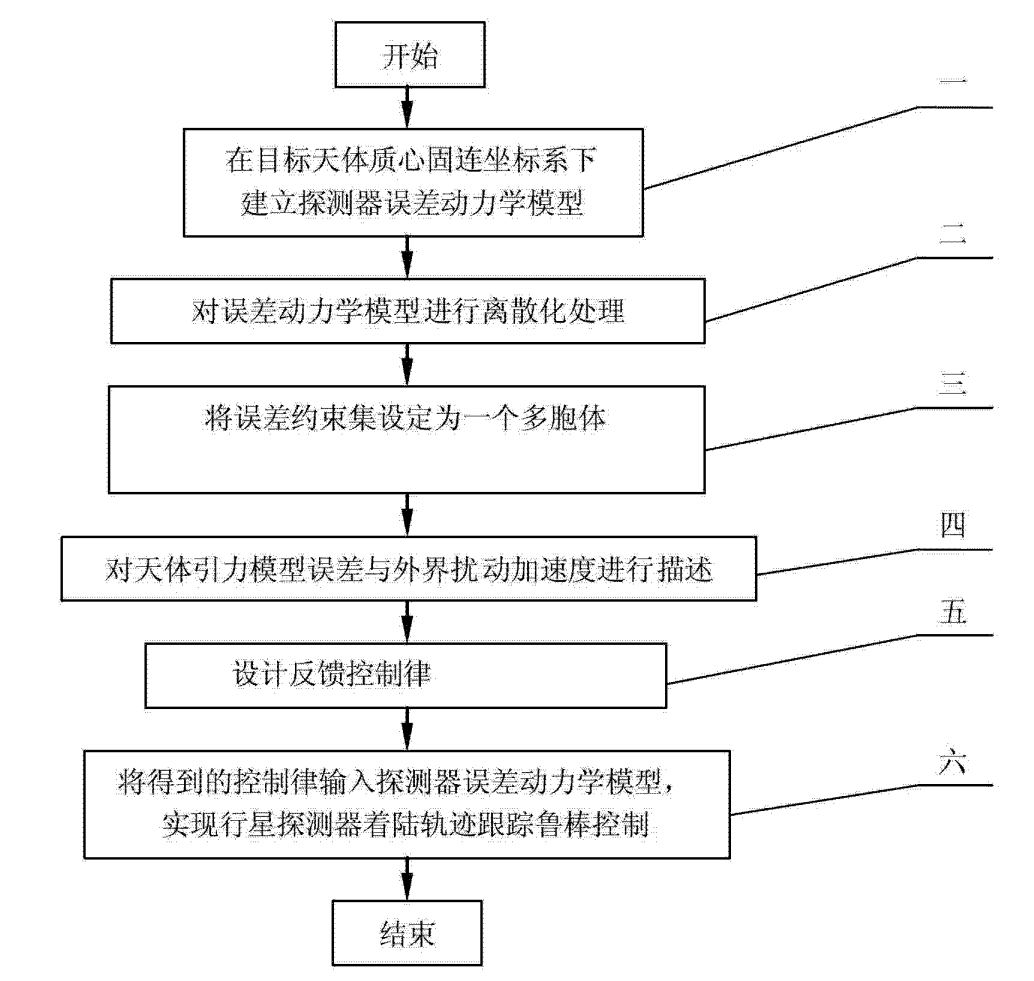 开始
一
在目标天体质心固连坐标系下
建立探测器误差动力学模型
二
对误差动力学模型进行离散化处理
三
将误差约束集设定为一个多胞体
四
对天体引力模型误差与外界扰动加速度进行描述
五
设计反馈控制律
六
将得到的控制律输入探测器误差动力学模型，
实现行星探测器着陆轨迹跟踪鲁棒控制
结束